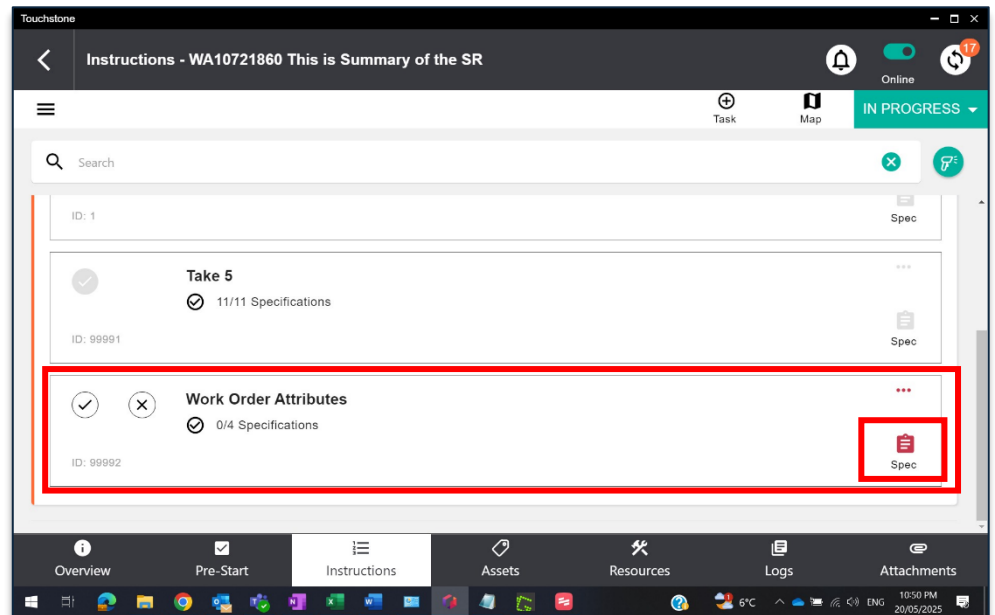 Touchstone
Instructions - WA10721860 This is Summary of the SR
17
Online
Task
Map
IN PROGRESS
Search
ID: 1
Spec
Take 5
11/11 Specifications
ID: 99991
Spec
Work Order Attributes
0/4 Specifications
ID: 99992
Spec
Overview
Pre-Start
Instructions
Assets
Resources
Logs
Attachments
6°C
ENG
10:50 PM
20/05/2025